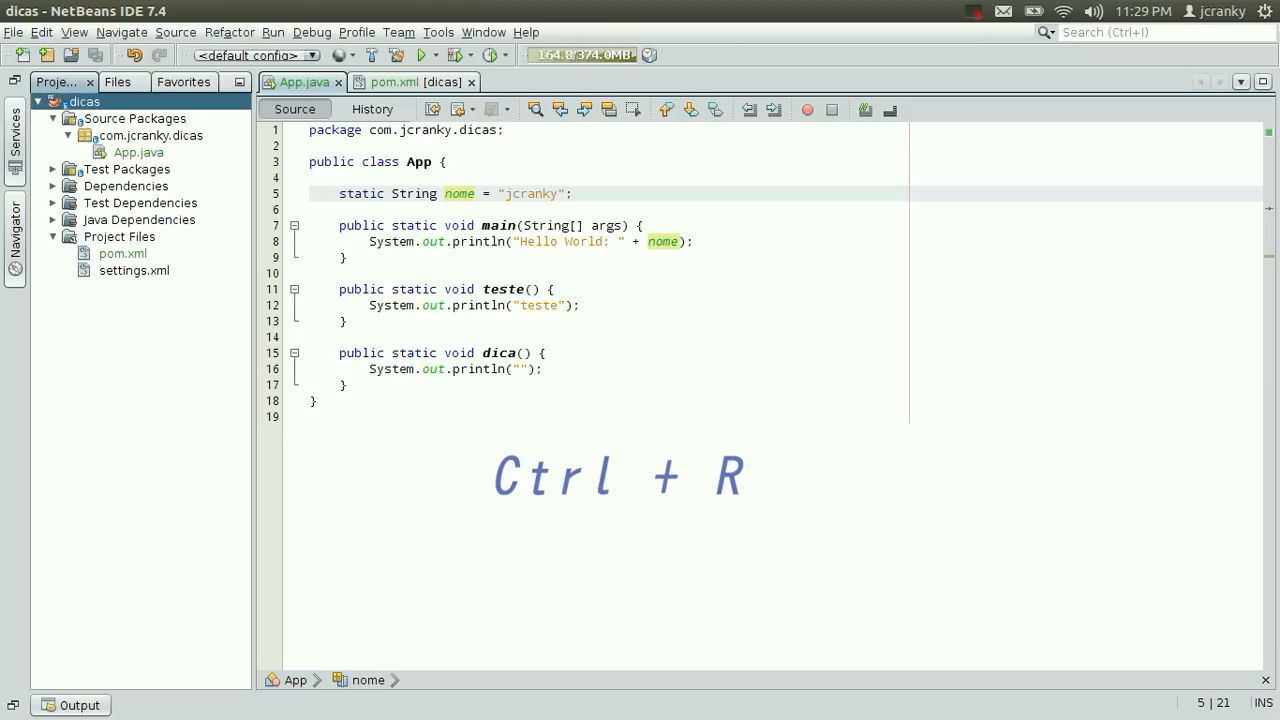 dicas - NetBeans IDE 7.4
11:29 PM
jcranky
File Edit View Navigate Source Refactor Run Debug Profile Team Tools Window Help
Search (Ctrl+I)
<default config>
164.8/374.0MB
Proje... × Files Favorites
App.java × pom.xml [dicas] ×
Source History
Services
Navigator
dicas
Source Packages
com.jcranky.dicas
App.java
Test Packages
Dependencies
Test Dependencies
Java Dependencies
Project Files
pom.xml
settings.xml
1 package com.jcranky.dicas;
2
3 public class App {
4
5 static String nome = "jcranky";
6
7 public static void main(String[] args) {
8 System.out.println("Hello World: " + nome);
9 }
10
11 public static void teste() {
12 System.out.println("teste");
13 }
14
15 public static void dica() {
16 System.out.println("");
17 }
18 }
19
Ctrl + R
App nome
Output
5 | 21 INS